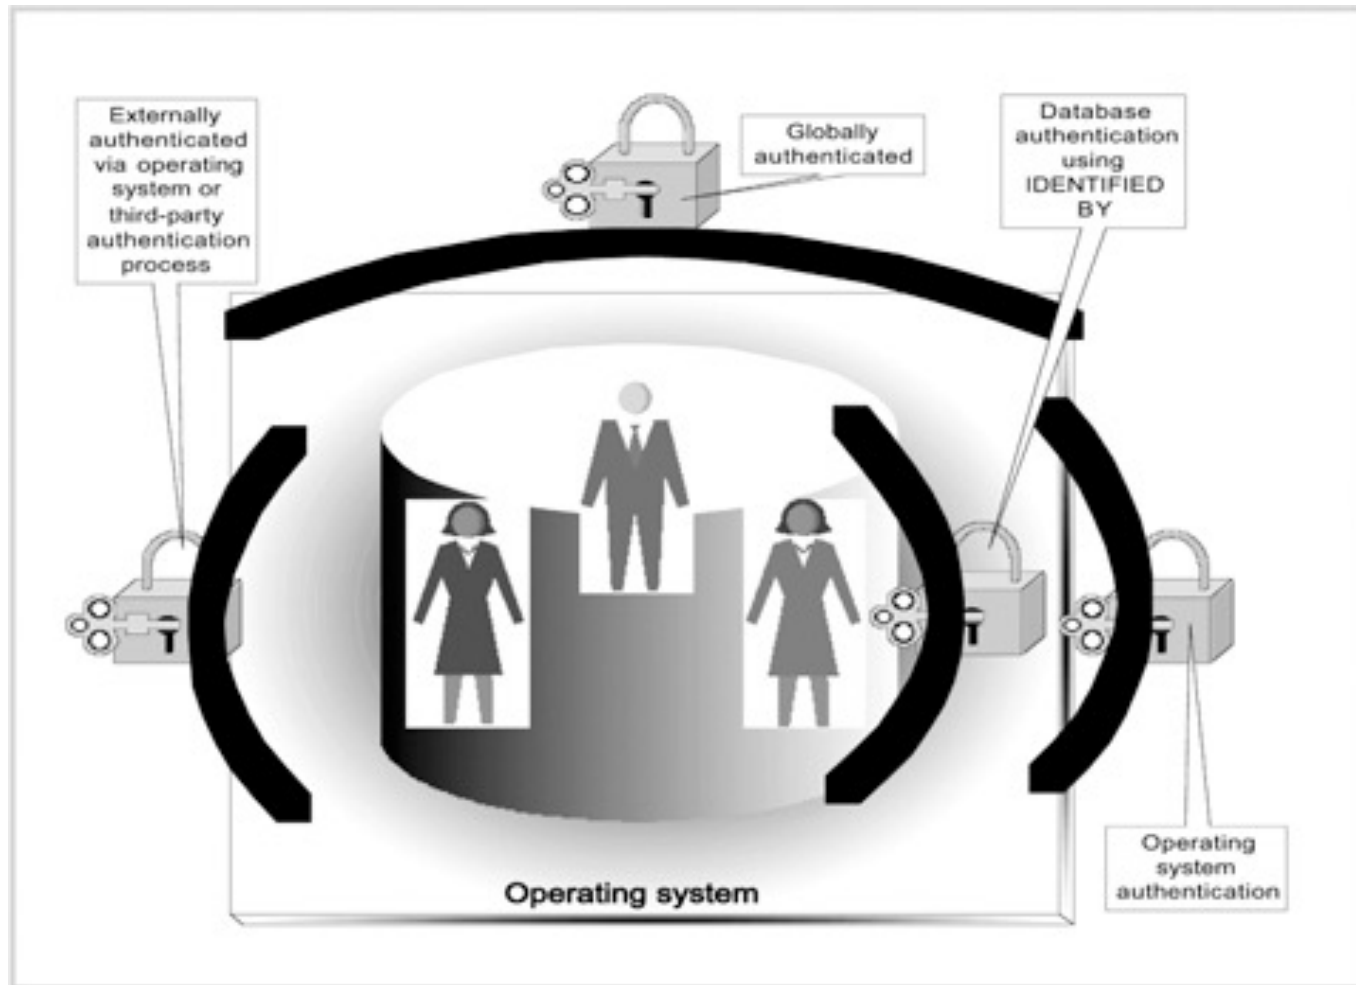 Externally
authenticated
via operating
system or
third-party
authentication
process
Globally
authenticated
Database
authentication
using
IDENTIFIED
BY
Operating
system
authentication
Operating system